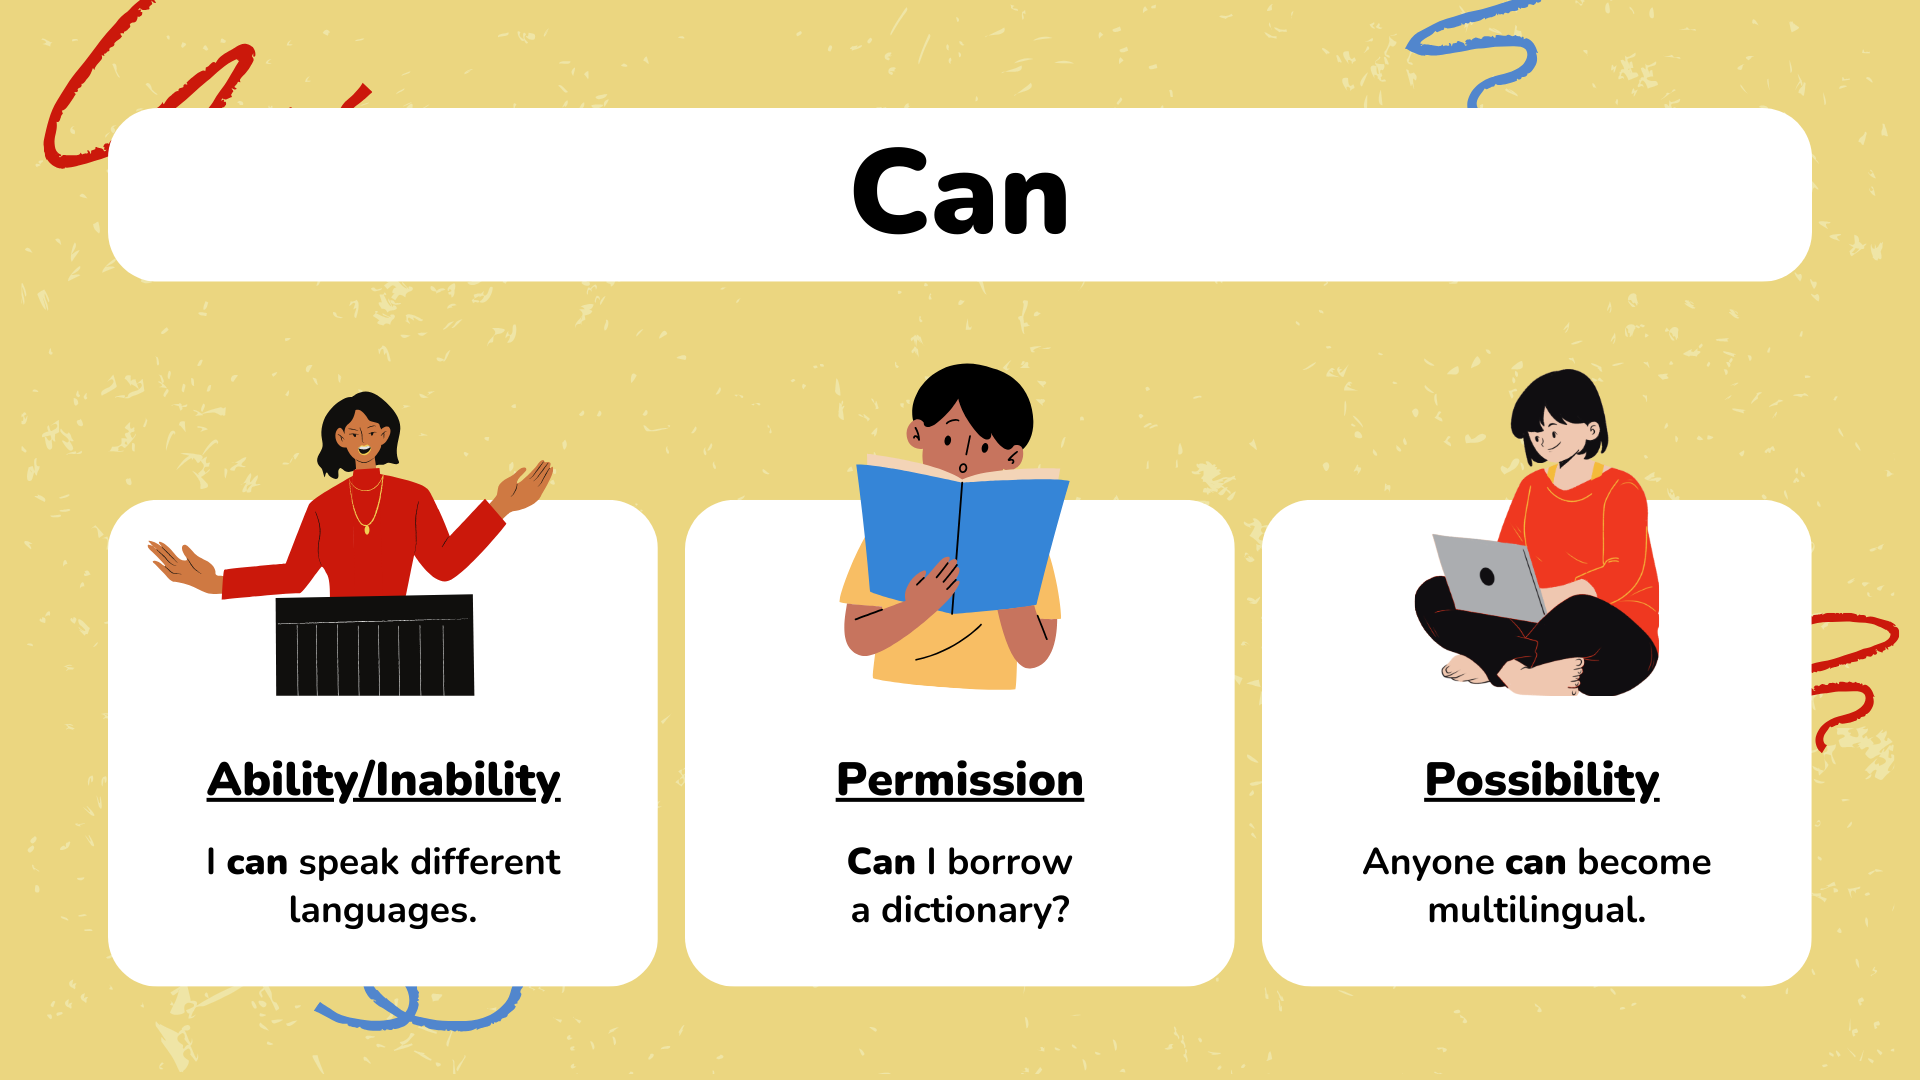 Can
Ability/Inability
I can speak different
languages.
Permission
Can I borrow
a dictionary?
Possibility
Anyone can become
multilingual.